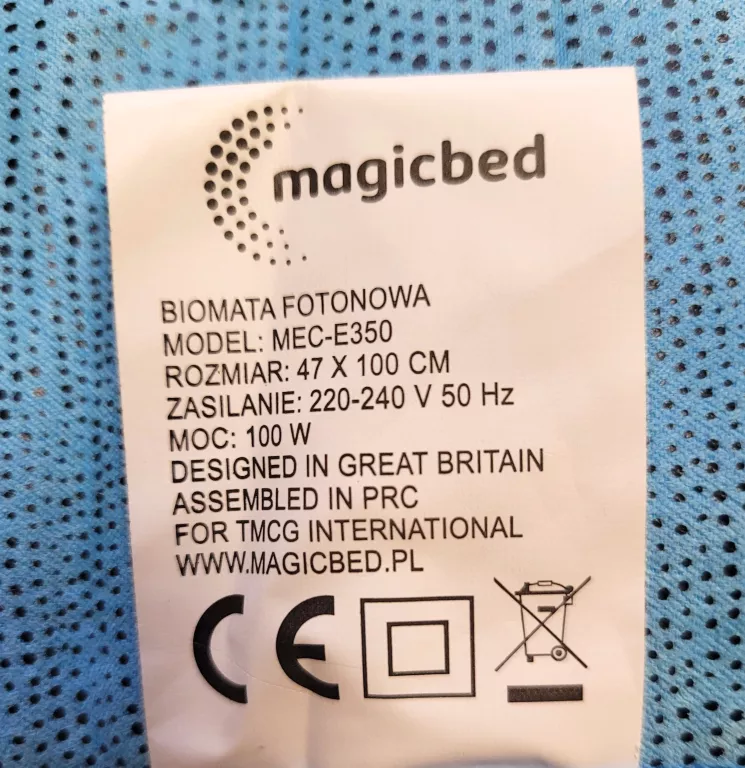 magicbed
BIOMATA FOTONOWA
MODEL: MEC-E350
ROZMIAR: 47 X 100 CM
ZASILANIE: 220-240 V 50 Hz
MOC: 100 W
DESIGNED IN GREAT BRITAIN
ASSEMBLED IN PRC
FOR TMCG INTERNATIONAL
WWW.MAGICBED.PL
CE